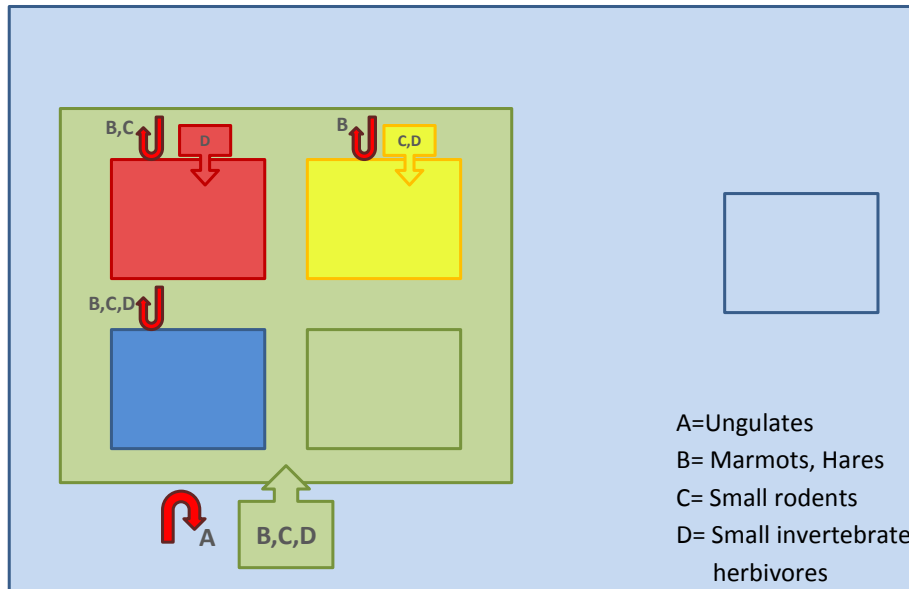 B,C
D
B
C,D
B,C,D
A
B,C,D
A=Ungulates
B= Marmots, Hares
C= Small rodents
D= Small invertebrate
herbivores